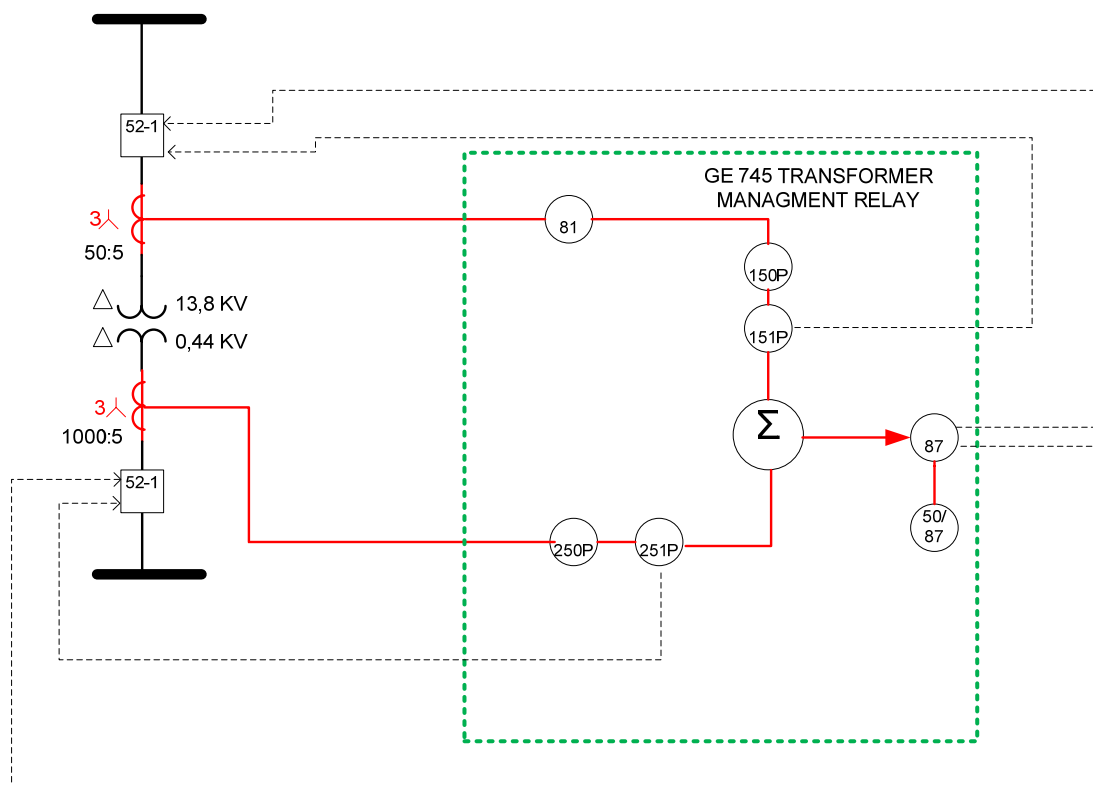 52-1
GE 745 TRANSFORMER
MANAGMENT RELAY
3
50:5
81
150P
△ 13,8 KV
151P
△ 0,44 KV
3
1000:5
Σ
87
52-1
50/
87
250P
251P